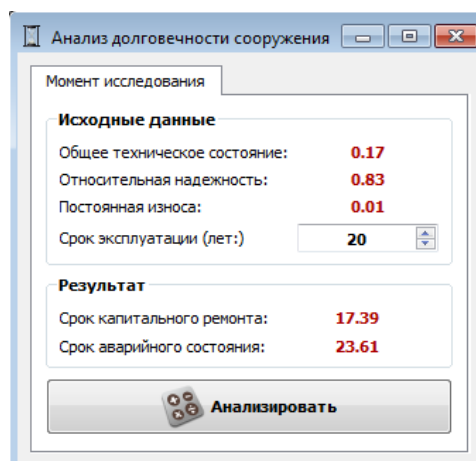 Анализ долговечности сооружения
Момент исследования
Исходные данные
Общее техническое состояние: 0.17
Относительная надежность: 0.83
Постоянная износа: 0.01
Срок эксплуатации (лет:) 20
Результат
Срок капитального ремонта: 17.39
Срок аварийного состояния: 23.61
Анализировать